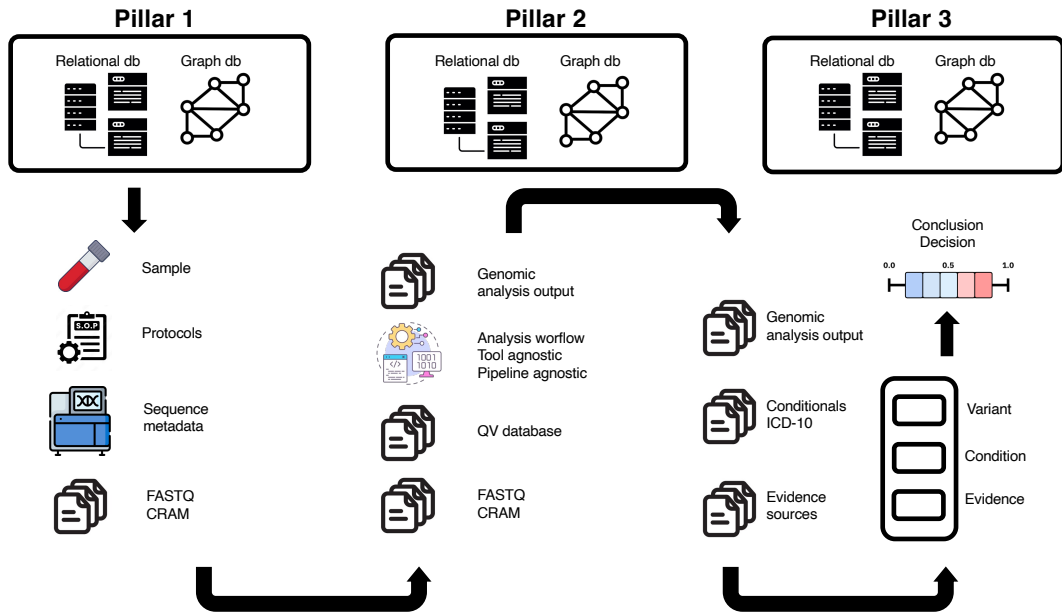 Pillar 1
Relational db
Graph db
Sample
S.O.P
Protocols
Sequence
metadata
FASTQ
CRAM
Pillar 2
Relational db
Graph db
Genomic
analysis output
Analysis worflow
Tool agnostic
Pipeline agnostic
</>
1001
1010
QV database
FASTQ
CRAM
Pillar 3
Relational db
Graph db
Genomic
analysis output
Conditionals
ICD-10
Evidence
sources
Conclusion
Decision
0.0
0.5
1.0
Variant
Condition
Evidence